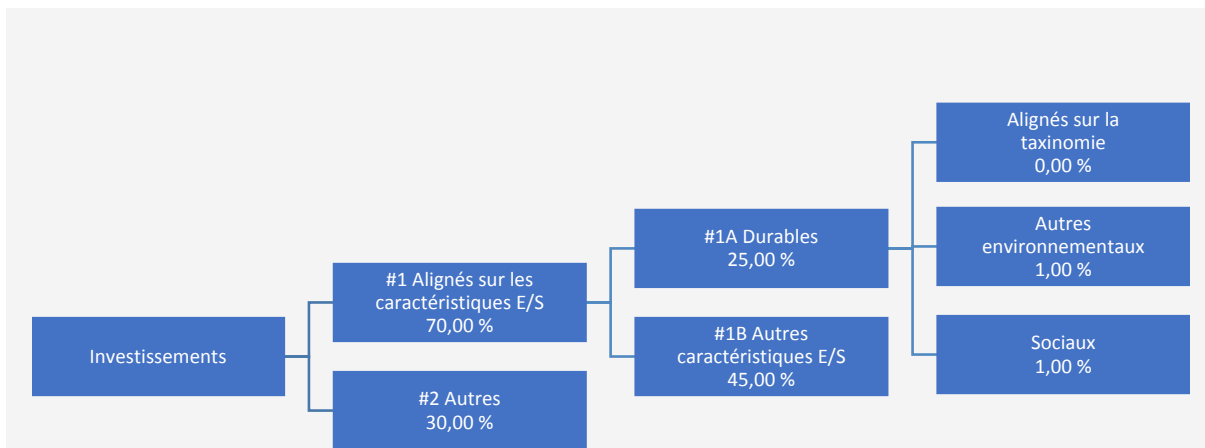 Investissements
#1 Alignés sur les
caractéristiques E/S
70,00 %
#2 Autres
30,00 %
#1A Durables
25,00 %
#1B Autres
caractéristiques E/S
45,00 %
Alignés sur la
taxinomie
0,00 %
Autres
environnementaux
1,00 %
Sociaux
1,00 %